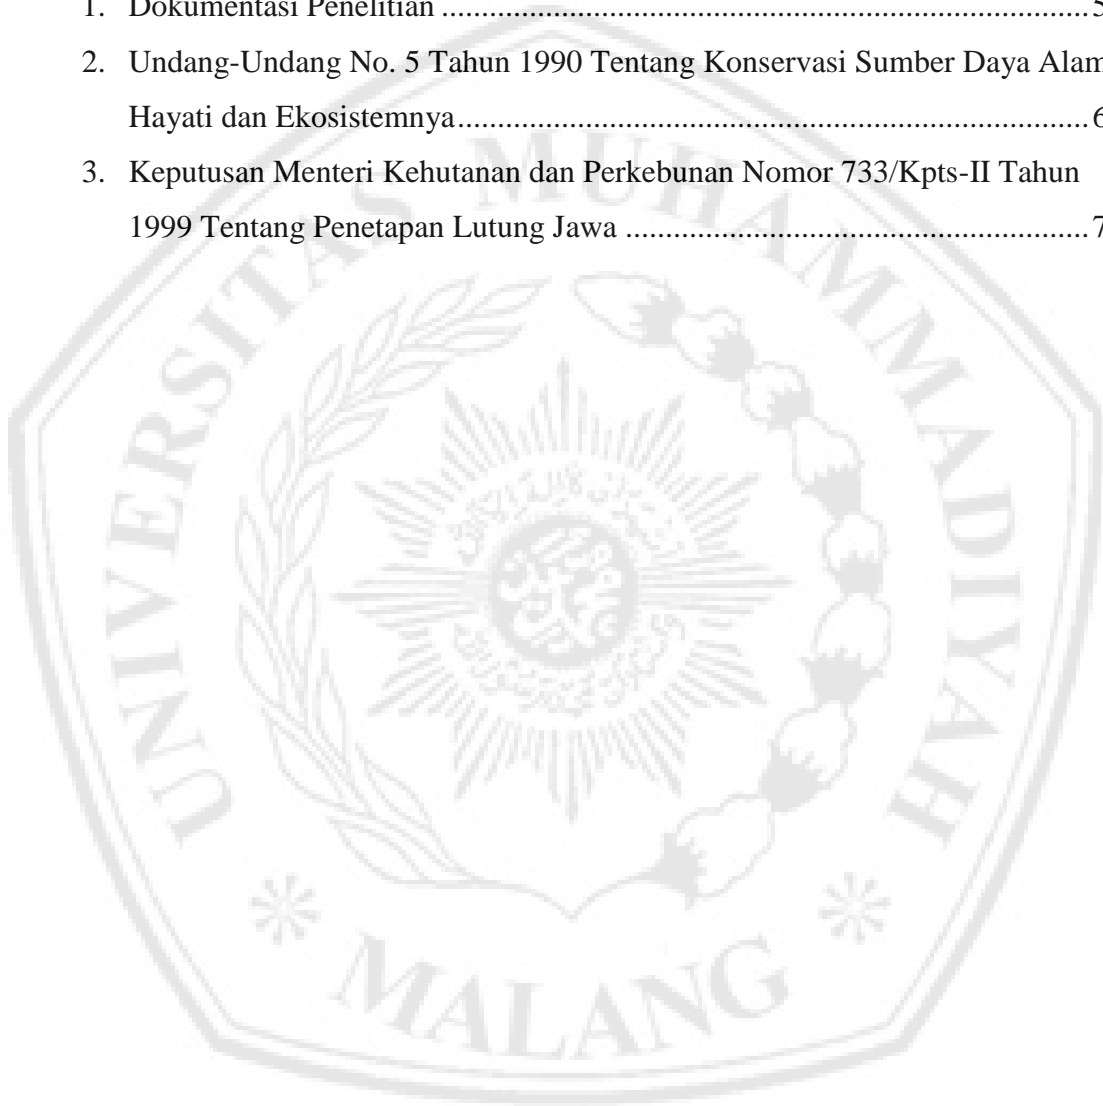 1. Dokumentasi Penelitian ................................................................................. 5
2. Undang-Undang No. 5 Tahun 1990 Tentang Konservasi Sumber Daya Alam
Hayati dan Ekosistemnya............................................................................... 6
3. Keputusan Menteri Kehutanan dan Perkebunan Nomor 733/Kpts-II Tahun
1999 Tentang Penetapan Lutung Jawa .......................................................... 7
UNIVERSITAS MUHAMMADIYAH
MALANG